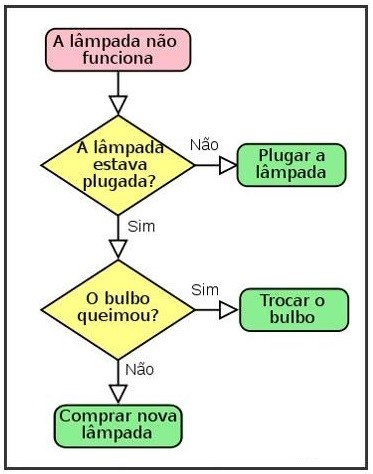 A lâmpada não
funciona
A lâmpada
estava
plugada?
Não
Plugar a
lâmpada
Sim
O bulbo
queimou?
Sim
Trocar o
bulbo
Não
Comprar nova
lâmpada